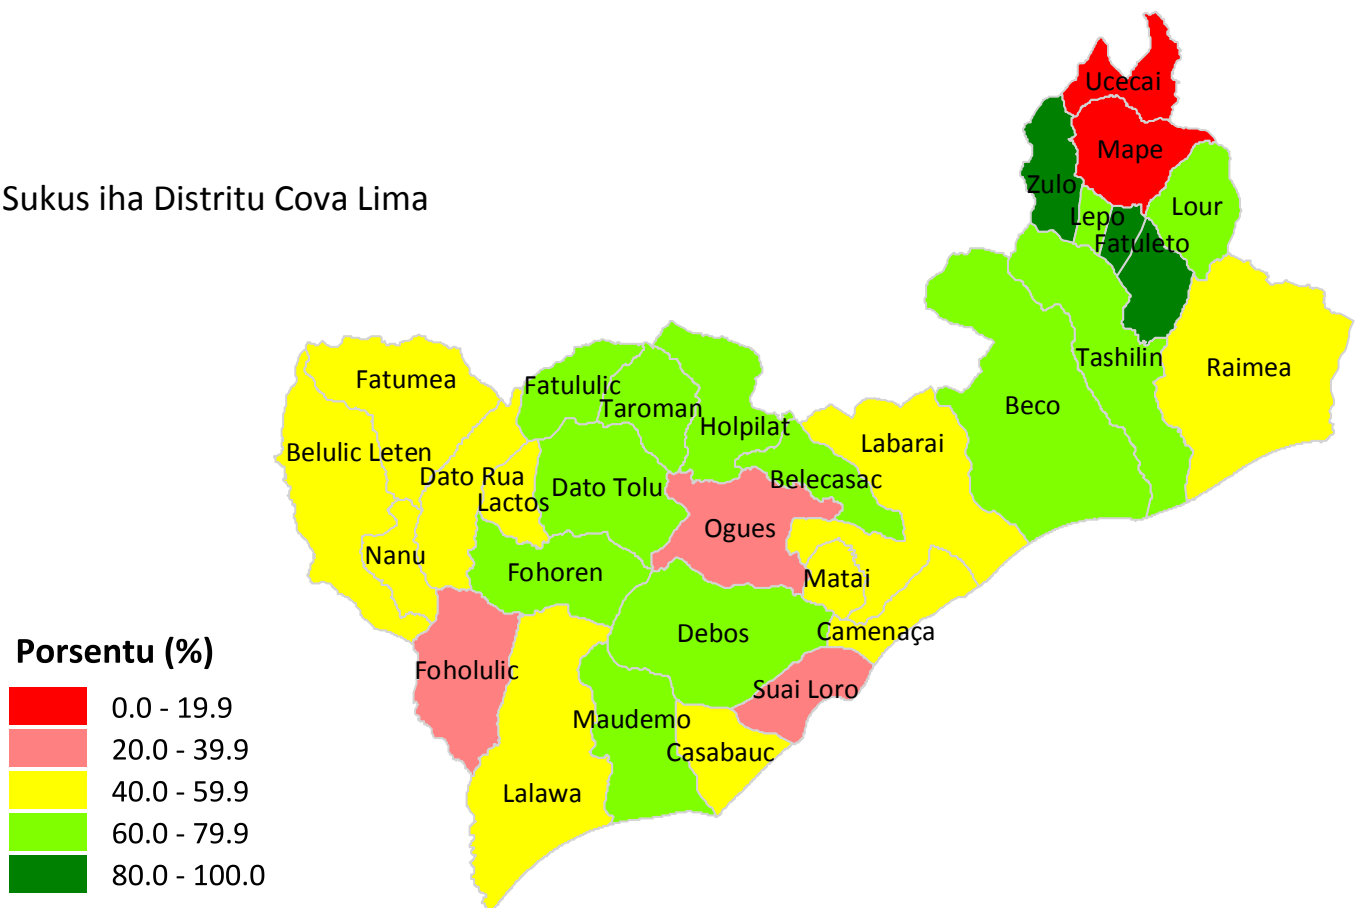 Ucecai
Mape
Zulo
Sukus iha Distritu Cova Lima
Lepo
Lour
Fatuleto
Tashilin
Raimea
Fatumea
Fatululic
Taroman
Beco
Holpilat
Labarai
Belulic Leten
Dato Rua
Belecasac
Lactos
Dato Tolu
Ogues
Nanu
Fohoren
Matai
Debos
Camenaça
Porsentu (%)
Foholulic
Suai Loro
0.0 - 19.9
Maudemo
20.0 - 39.9
Casabauc
40.0 - 59.9
Lalawa
60.0 - 79.9
80.0 - 100.0